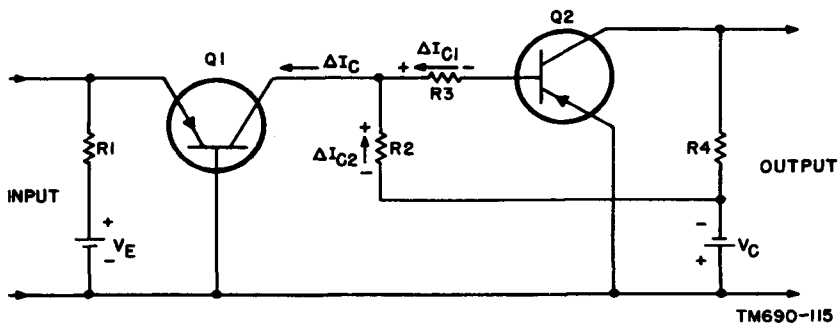 Q2
Q1
ΔIC
ΔIC1
+ -
R3
R1
+
ΔIC2
-
R2
R4
INPUT
OUTPUT
+
VE
-
-
VC
+
TM690-115